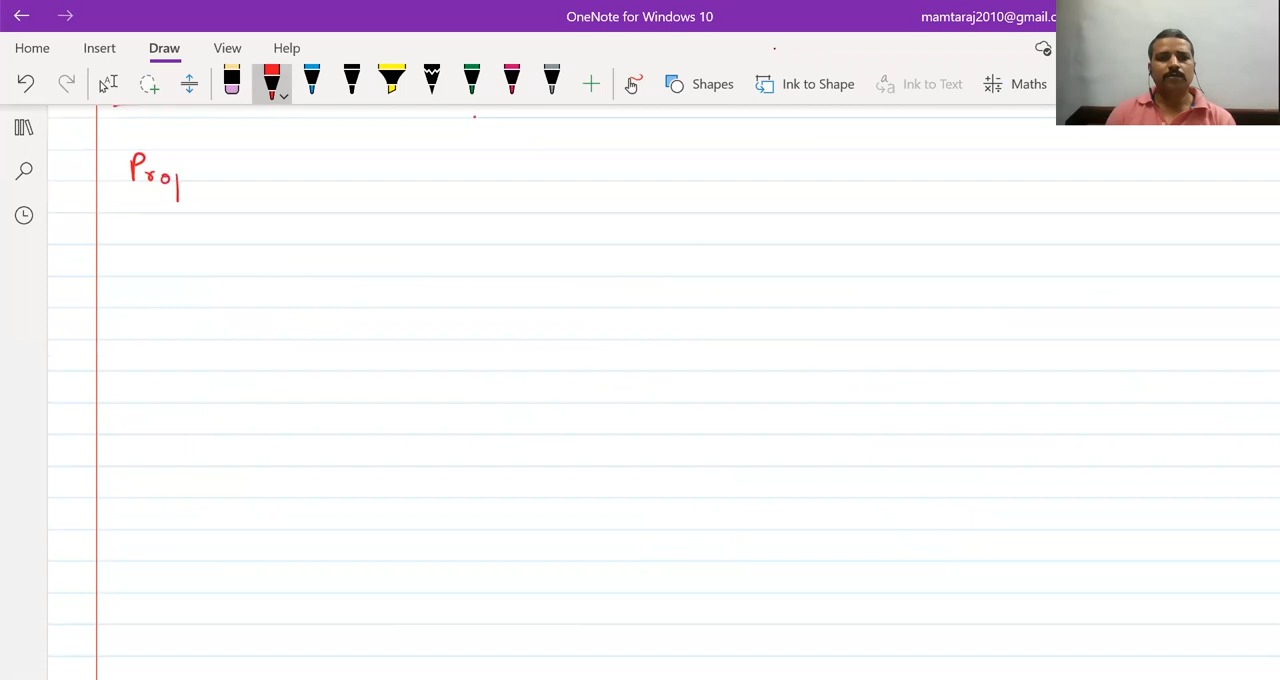 OneNote for Windows 10
mamtaraj2010@gmail.c
Home Insert Draw View Help
Shapes Ink to Shape Ink to Text Maths
Pro